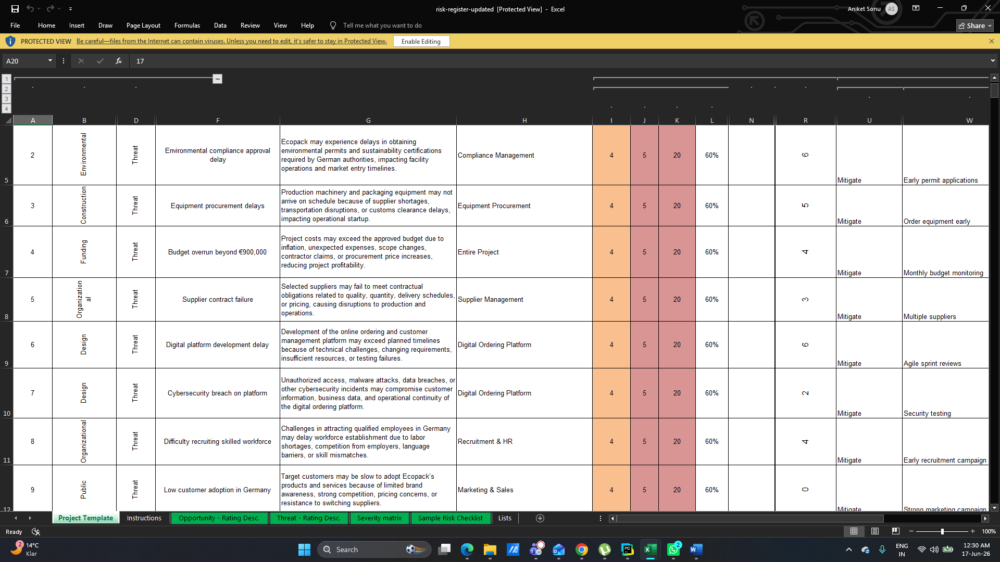 risk-register-updated [Protected View] - Excel
Aniket Sonu AS
File Home Insert Draw Page Layout Formulas Data Review View Help Tell me what you want to do Share
PROTECTED VIEW Be careful—files from the Internet can contain viruses. Unless you need to edit, it's safer to stay in Protected View. Enable Editing
A20 fx 17
1
2
3
4
A B D F G H I J K L N R U W
5
2
Environmental
Threat
Environmental compliance approval
delay
Ecopack may experience delays in obtaining
environmental permits and sustainability certifications
required by German authorities, impacting facility
operations and market entry timelines.
Compliance Management
4 5 20 60% 6
Mitigate
Early permit applications
6
3
Construction
Threat
Equipment procurement delays
Production machinery and packaging equipment may not
arrive on schedule because of supplier shortages,
transportation disruptions, or customs clearance delays,
impacting operational startup.
Equipment Procurement
4 5 20 60% 5
Mitigate
Order equipment early
7
4
Funding
Threat
Budget overrun beyond €900,000
Project costs may exceed the approved budget due to
inflation, unexpected expenses, scope changes,
contractor claims, or procurement price increases,
reducing project profitability.
Entire Project
4 5 20 60% 4
Mitigate
Monthly budget monitoring
8
5
Organization
al
Threat
Supplier contract failure
Selected suppliers may fail to meet contractual
obligations related to quality, quantity, delivery schedules,
or pricing, causing disruptions to production and
operations.
Supplier Management
4 5 20 60% 3
Mitigate
Multiple suppliers
9
6
Design
Threat
Digital platform development delay
Development of the online ordering and customer
management platform may exceed planned timelines
because of technical challenges, changing requirements,
insufficient resources, or testing failures.
Digital Ordering Platform
4 5 20 60% 6
Mitigate
Agile sprint reviews
10
7
Design
Threat
Cybersecurity breach on platform
Unauthorized access, malware attacks, data breaches, or
other cybersecurity incidents may compromise customer
information, business data, and operational continuity of
the digital ordering platform.
Digital Ordering Platform
4 5 20 60% 2
Mitigate
Security testing
11
8
Organizational
Threat
Difficulty recruiting skilled workforce
Challenges in attracting qualified employees in Germany
may delay workforce establishment due to labor
shortages, competition from employers, language
barriers, or skill mismatches.
Recruitment & HR
4 5 20 60% 4
Mitigate
Early recruitment campaign
12
9
Public
Threat
Low customer adoption in Germany
Target customers may be slow to adopt Ecopack's
products and services because of limited brand
awareness, strong competition, pricing concerns, or
resistance to switching suppliers.
Marketing & Sales
4 5 20 60% 0
Mitigate
Strong marketing campaign
Project Template Instructions Opportunity - Rating Desc. Threat - Rating Desc. Severity matrix Sample Risk Checklist Lists
Ready 100%
2 14°C
Klar
Search
PC
2
ENG
IN
12:30 AM
17-Jun-26